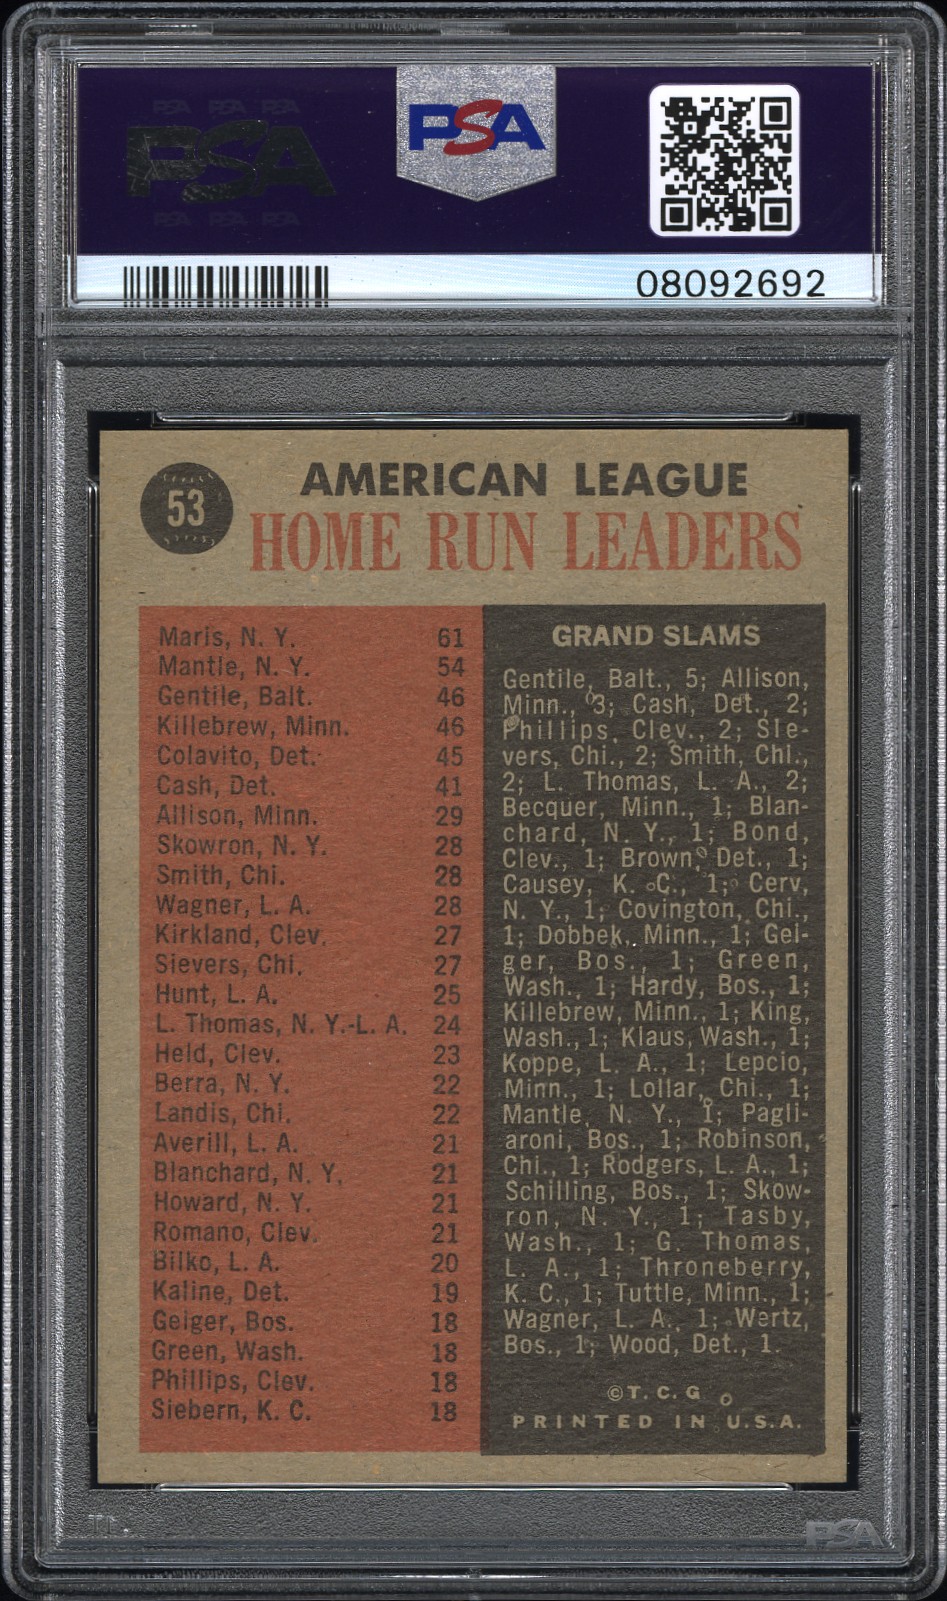 PSA PSA PSA
PSA
PSA PSA PSA
PSA
08092692
53
AMERICAN LEAGUE
HOME RUN LEADERS
Maris, N. Y. 61
Mantle, N. Y. 54
Gentile, Balt. 46
Killebrew, Minn. 46
Colavito, Det. 45
Cash, Det. 41
Allison, Minn. 29
Skowron, N. Y. 28
Smith, Chi. 28
Wagner, L. A. 28
Kirkland, Clev. 27
Sievers, Chi. 27
Hunt, L. A. 25
L. Thomas, N. Y.-L. A. 24
Held, Clev. 23
Berra, N. Y. 22
Landis, Chi. 22
Averill, L. A. 21
Blanchard, N. Y. 21
Howard, N. Y. 21
Romano, Clev. 21
Bilko, L. A. 20
Kaline, Det. 19
Geiger, Bos. 18
Green, Wash. 18
Phillips, Clev. 18
Siebern, K. C. 18
GRAND SLAMS
Gentile, Balt., 5; Allison,
Minn., 3; Cash, Det., 2;
Phillips, Clev., 2; Sie-
vers, Chi., 2; Smith, Chi.,
2; L. Thomas, L. A., 2;
Becquer, Minn., 1; Blan-
chard, N. Y., 1; Bond,
Clev., 1; Brown, Det., 1;
Causey, K. C., 1; Cerv,
N. Y., 1; Covington, Chi.,
1; Dobbek, Minn., 1; Gei-
ger, Bos., 1; Green,
Wash., 1; Hardy, Bos., 1;
Killebrew, Minn., 1; King,
Wash., 1; Klaus, Wash., 1;
Koppe, L. A., 1; Lepcio,
Minn., 1; Lollar, Chi., 1;
Mantle, N. Y., 1; Pagli-
aroni, Bos., 1; Robinson,
Chi., 1; Rodgers, L. A., 1;
Schilling, Bos., 1; Skow-
ron, N. Y., 1; Tasby,
Wash., 1; G. Thomas,
L. A., 1; Throneberry,
K. C., 1; Tuttle, Minn., 1;
Wagner, L. A., 1; Wertz,
Bos., 1; Wood, Det., 1.
©T. C. G
PRINTED IN U.S.A.
PSA